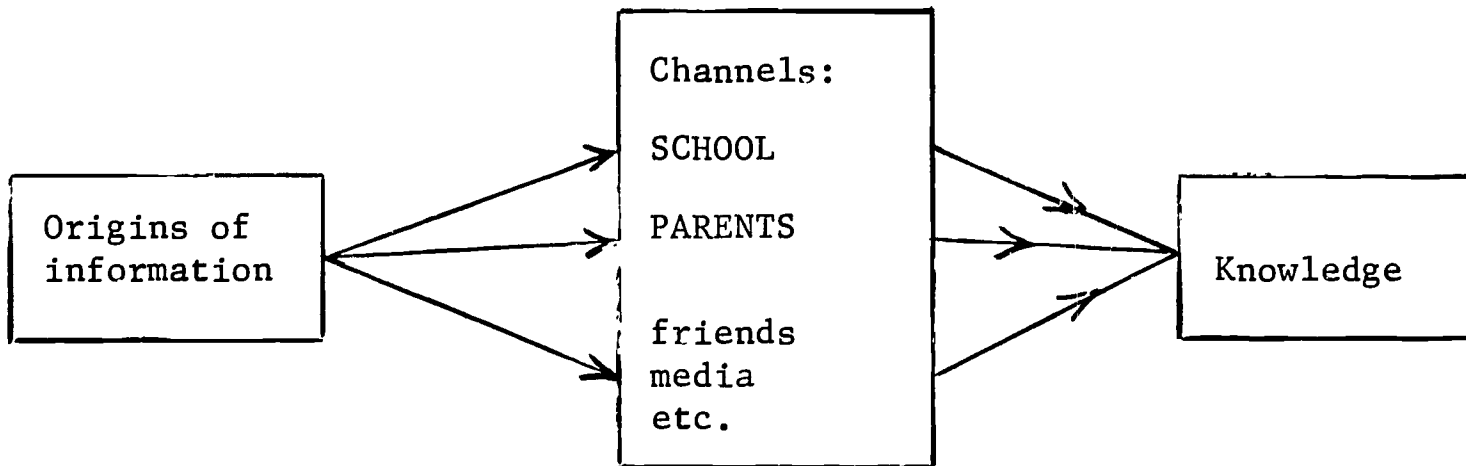 Origins of
information
Channels:
SCHOOL
PARENTS
friends
media
etc.
Knowledge